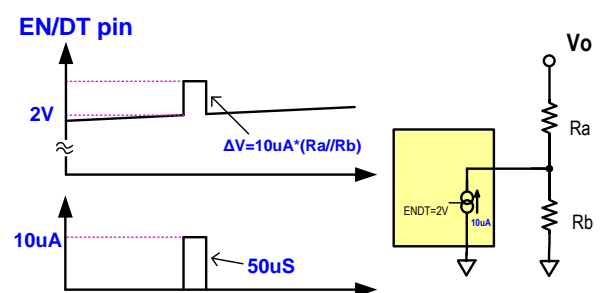 EN/DT pin
2V
ΔV=10uA*(Ra//Rb)
10uA
50uS
Vo
Ra
Rb
ENDT=2V
10uA